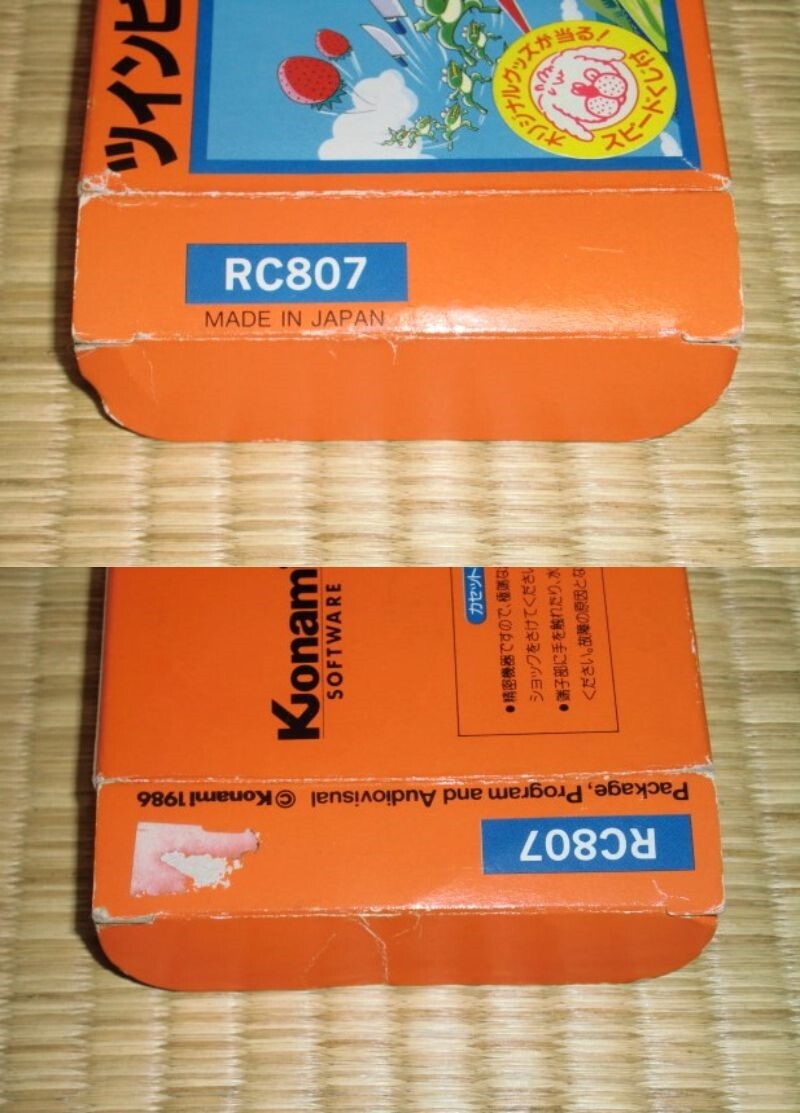 ツインビ
オリジナルグッズが当る!
スピードくじ付
RC807
MADE IN JAPAN
Konami
SOFTWARE
カセット
●精密機器ですので、極端な
ショックをさけてください
●端子部に手を触れたり、水
ください。故障の原因とな
Package, Program and Audiovisual © Konami 1986
RC807